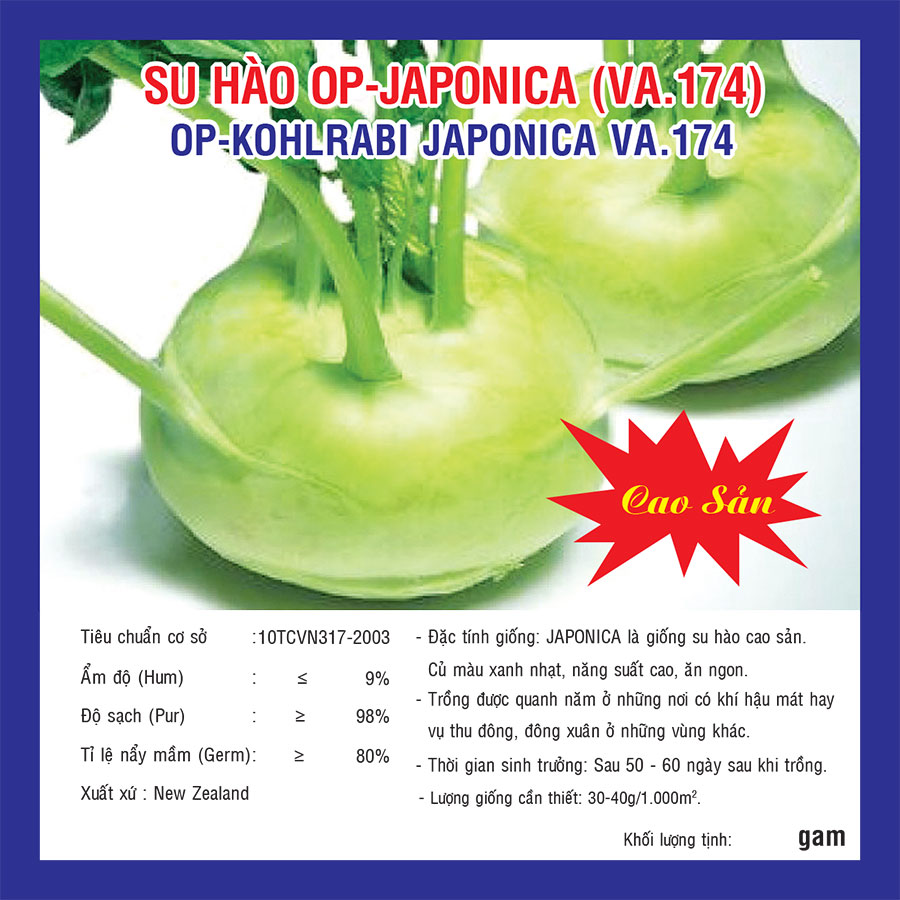 SU HÀO OP-JAPONICA (VA.174)
OP-KOHLRABI JAPONICA VA.174
Cao Sản
Tiêu chuẩn cơ sở :10TCVN317-2003
Ẩm độ (Hum) : ≤ 9%
Độ sạch (Pur) : ≥ 98%
Tỉ lệ nẩy mầm (Germ): ≥ 80%
Xuất xứ : New Zealand
- Đặc tính giống: JAPONICA là giống su hào cao sản.
Củ màu xanh nhạt, năng suất cao, ăn ngon.
- Trồng được quanh năm ở những nơi có khí hậu mát hay
vụ thu đông, đông xuân ở những vùng khác.
- Thời gian sinh trưởng: Sau 50 - 60 ngày sau khi trồng.
- Lượng giống cần thiết: 30-40g/1.000m².
Khối lượng tịnh: gam